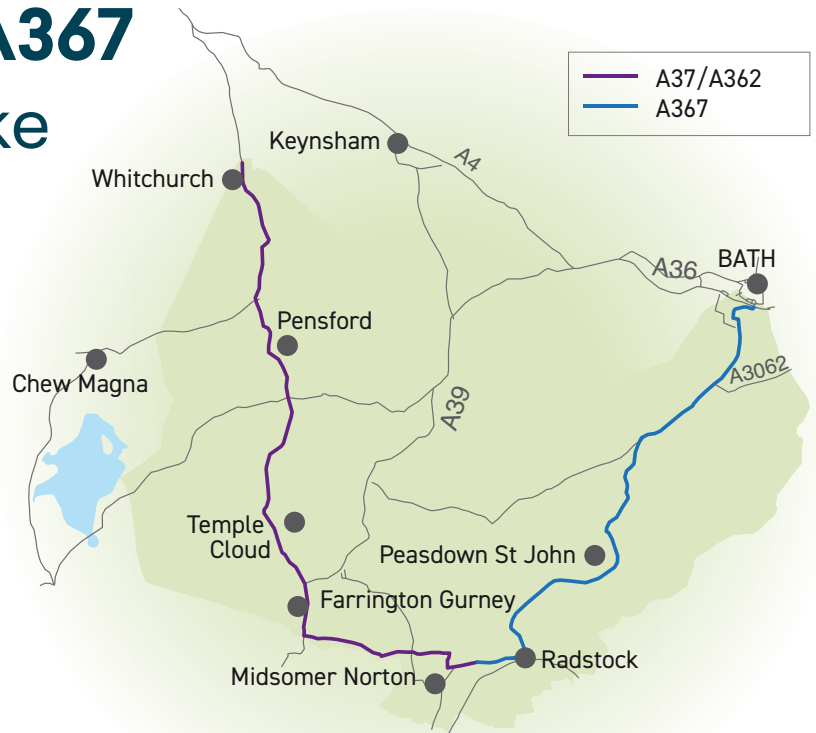 A367
ke
A37/A362
A367
Keynsham
A4
Whitchurch
BATH
A36
Pensford
Chew Magna
A3062
A39
Temple
Cloud
Peasdown St John
Farrington Gurney
Radstock
Midsomer Norton